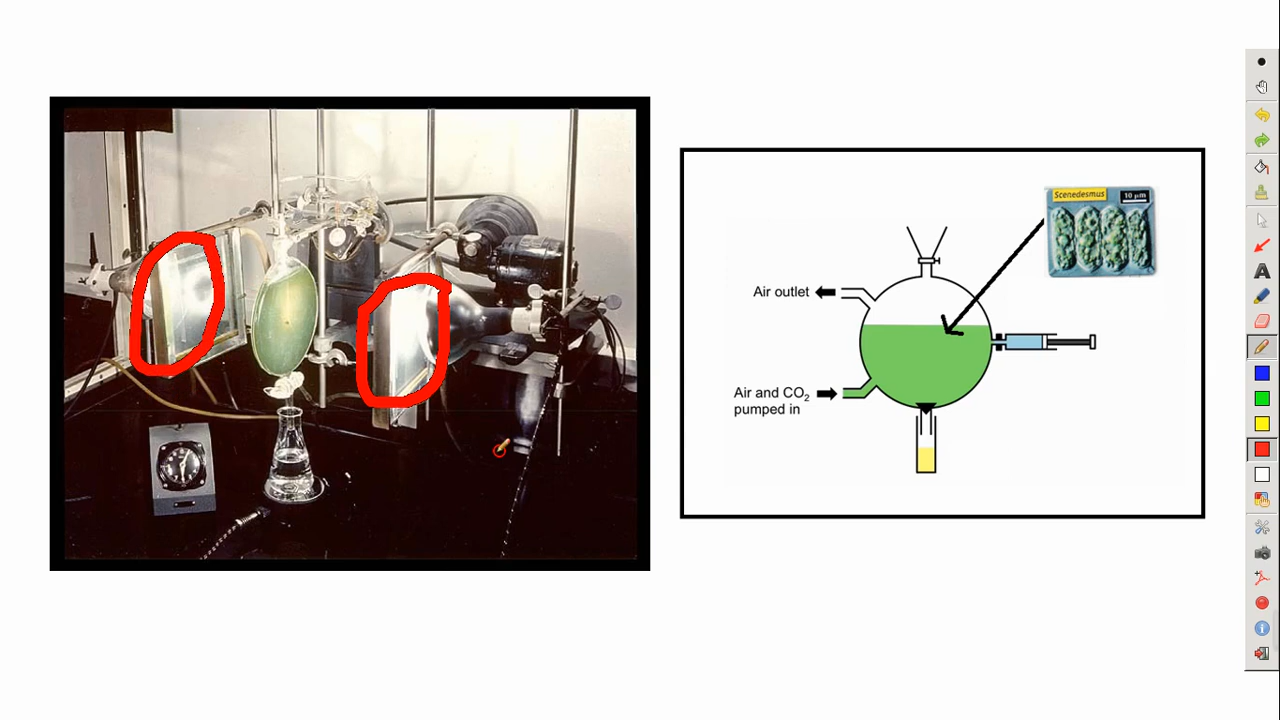 Scenedesmus
10 µm
Air outlet
Air and CO₂
pumped in
A